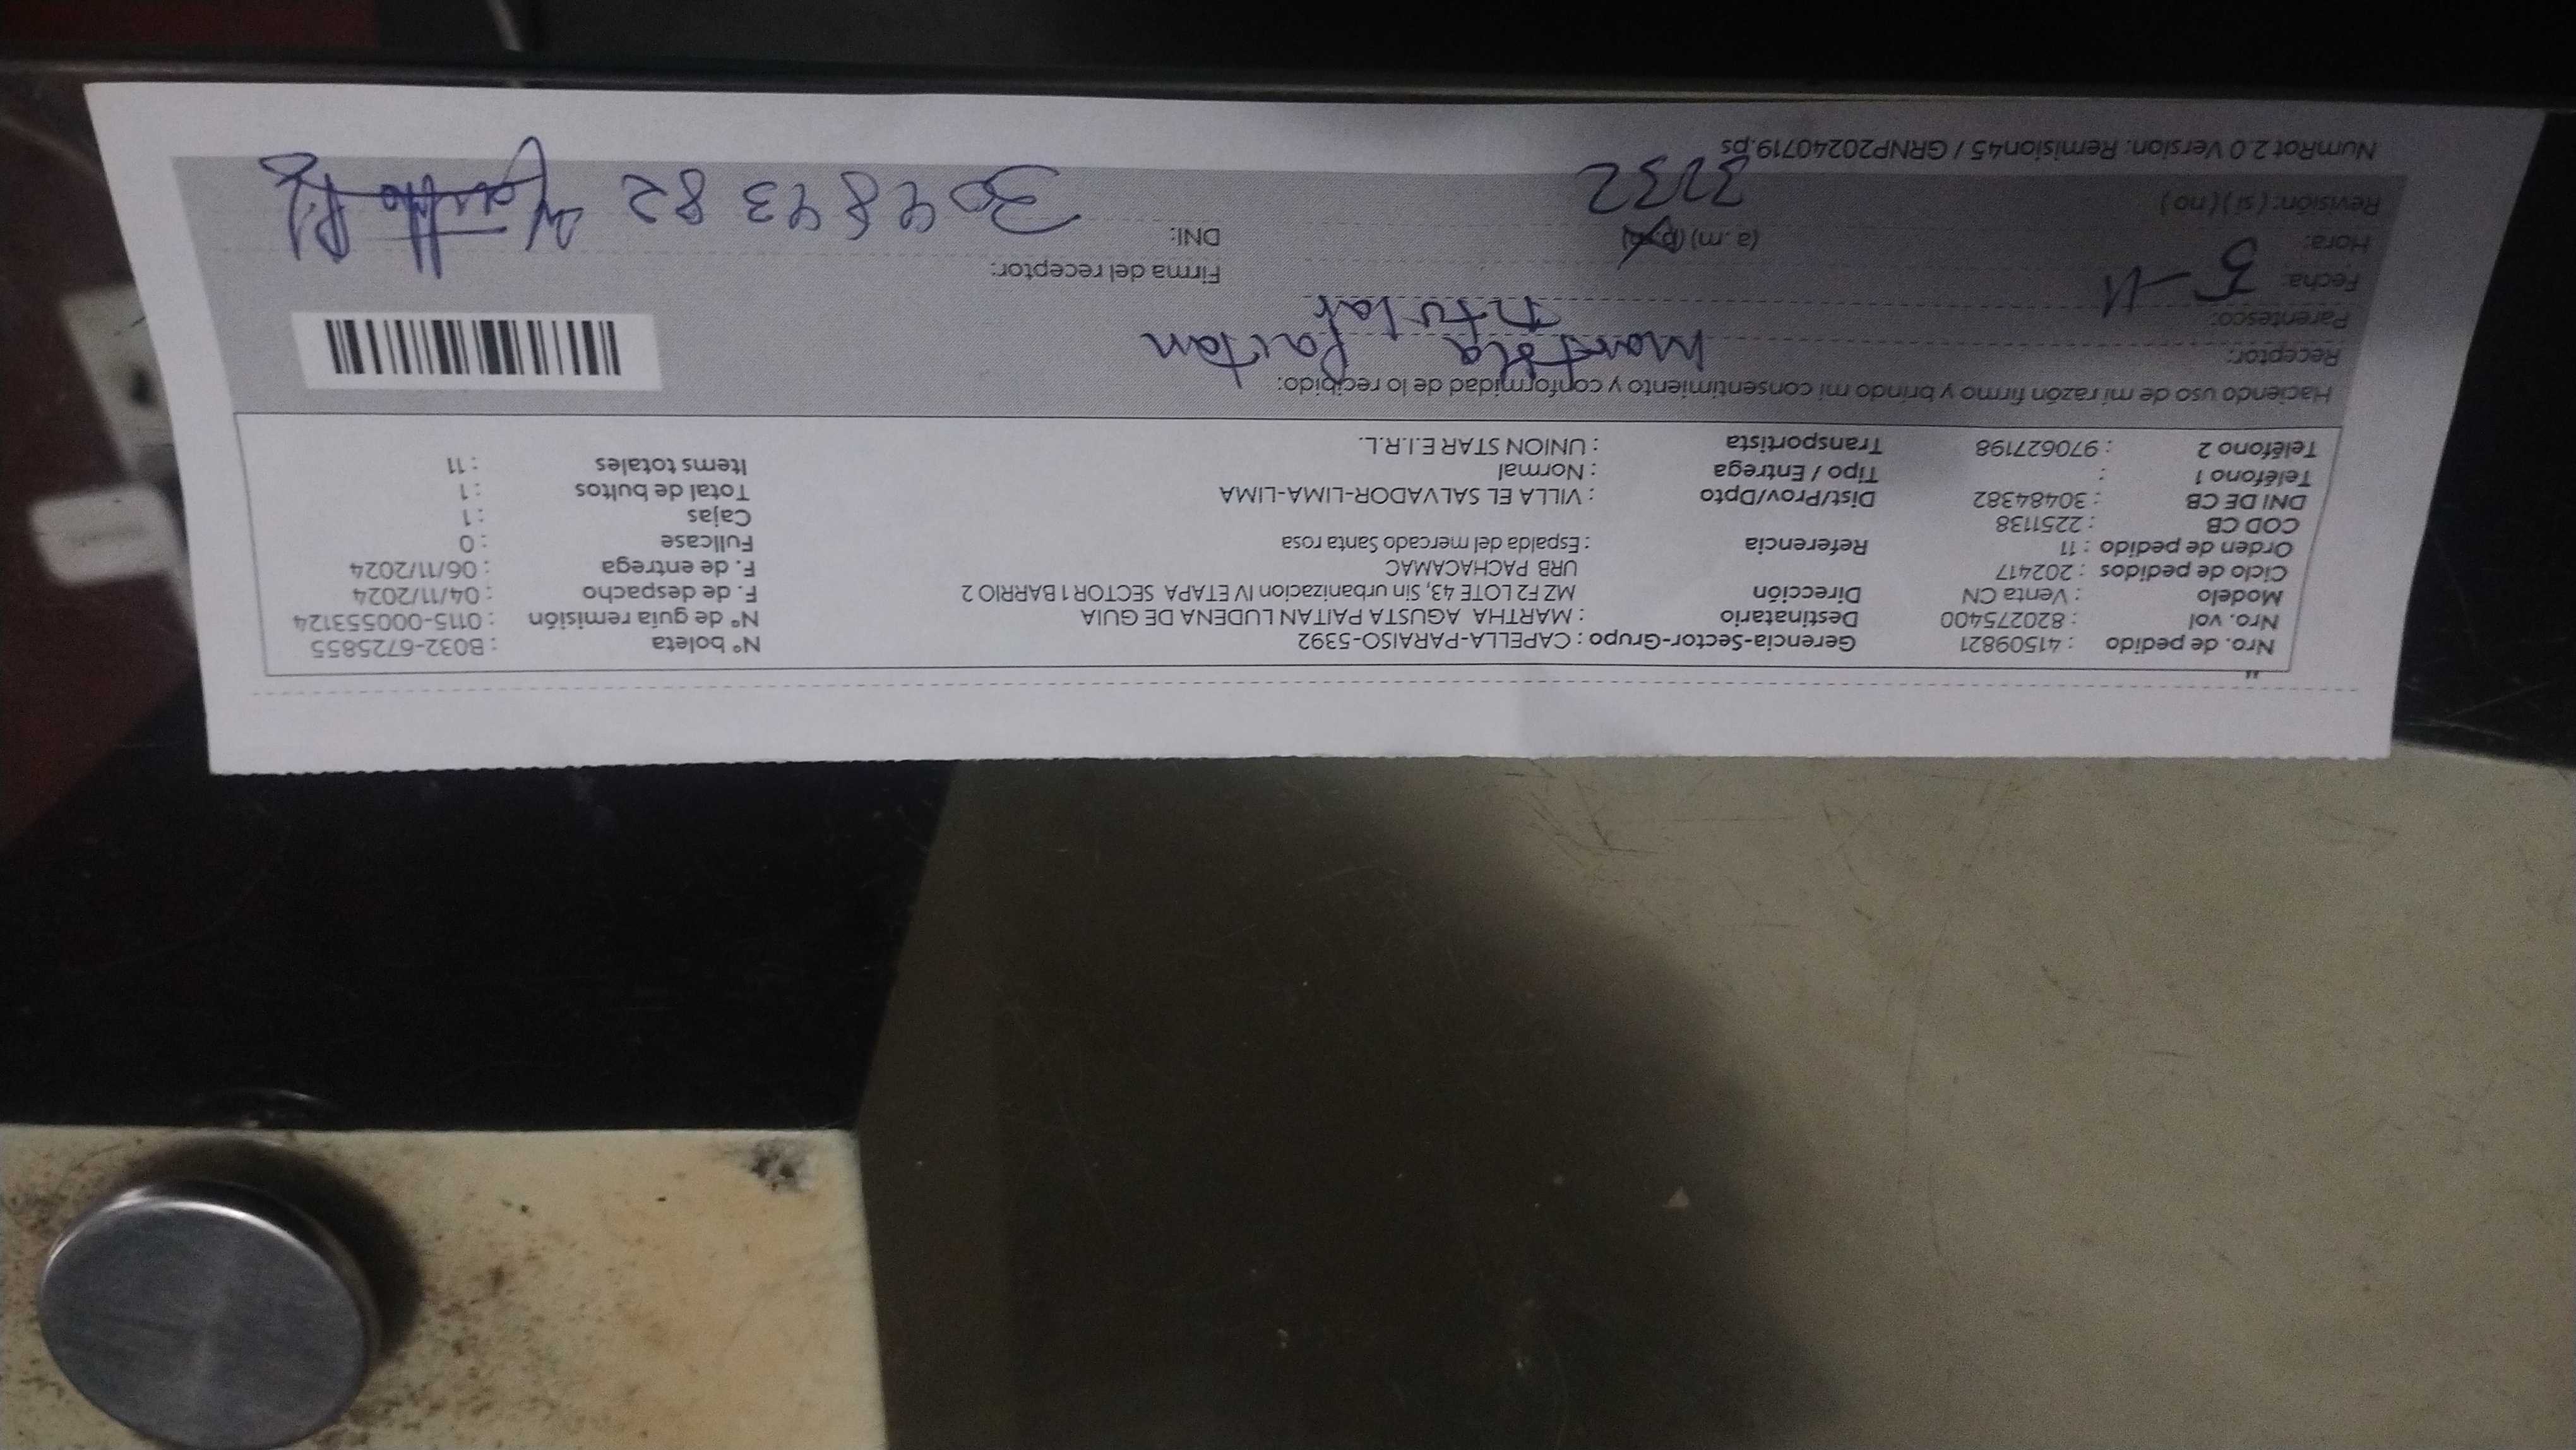 Nro. de pedido : 41509821 Gerencia-Sector-Grupo : CAPELLA-PARAISO-5392 N° boleta : B032-6725855
Nro. vol : 820275400 Destinatario : MARTHA AGUSTA PAITAN LUDENA DE GUIA N° de guía remisión : 0115-000553124
Modelo : Venta CN Dirección MZ F2 LOTE 43, Sin urbanizacion IV ETAPA SECTOR 1 BARRIO 2 F. de despacho : 04/11/2024
Ciclo de pedidos : 202417 URB PACHACAMAC F. de entrega : 06/11/2024
Orden de pedido : 11 Referencia : Espalda del mercado Santa rosa Fullcase : 0
COD CB : 2251138 Cajas : 1
DNI DE CB : 30484382 Dist/Prov/Dpto : VILLA EL SALVADOR-LIMA-LIMA Total de bultos : 1
Teléfono 1 : Tipo / Entrega : Normal Items totales : 11
Teléfono 2 : 970627198 Transportista : UNION STAR E.I.R.L.
Haciendo uso de mi razón firmo y brindo mi consentimiento y conformidad de lo recibido:
Receptor: Martha Paitan
Parentesco: titular
Fecha: 5-11 Firma del receptor:
Hora: (a.m) (p.m) DNI: 30484382
Revisión: ( si ) ( no ) 3232
NumRot 2.0 Version: Remision45 / GRNP20240719.ps